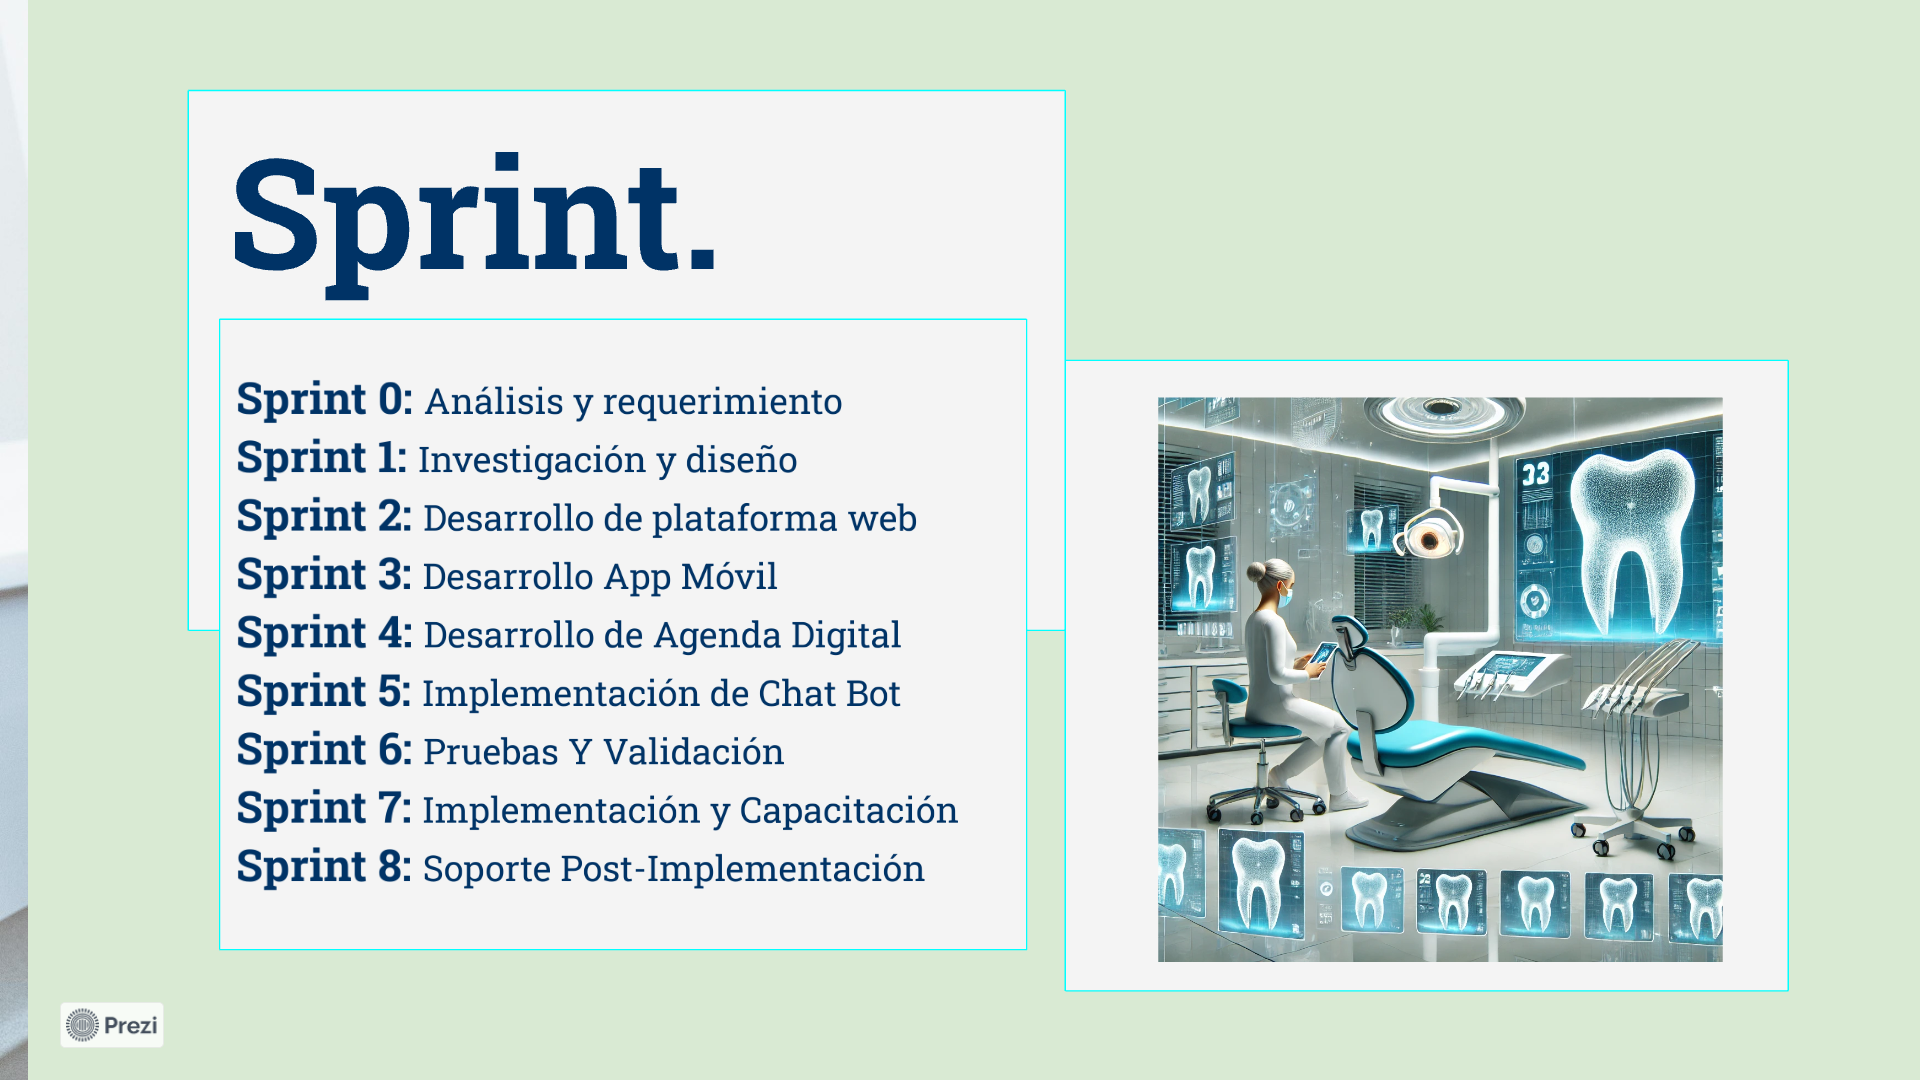 Sprint.
Sprint 0: Análisis y requerimiento
Sprint 1: Investigación y diseño
Sprint 2: Desarrollo de plataforma web
Sprint 3: Desarrollo App Móvil
Sprint 4: Desarrollo de Agenda Digital
Sprint 5: Implementación de Chat Bot
Sprint 6: Pruebas Y Validación
Sprint 7: Implementación y Capacitación
Sprint 8: Soporte Post-Implementación
33
Prezi